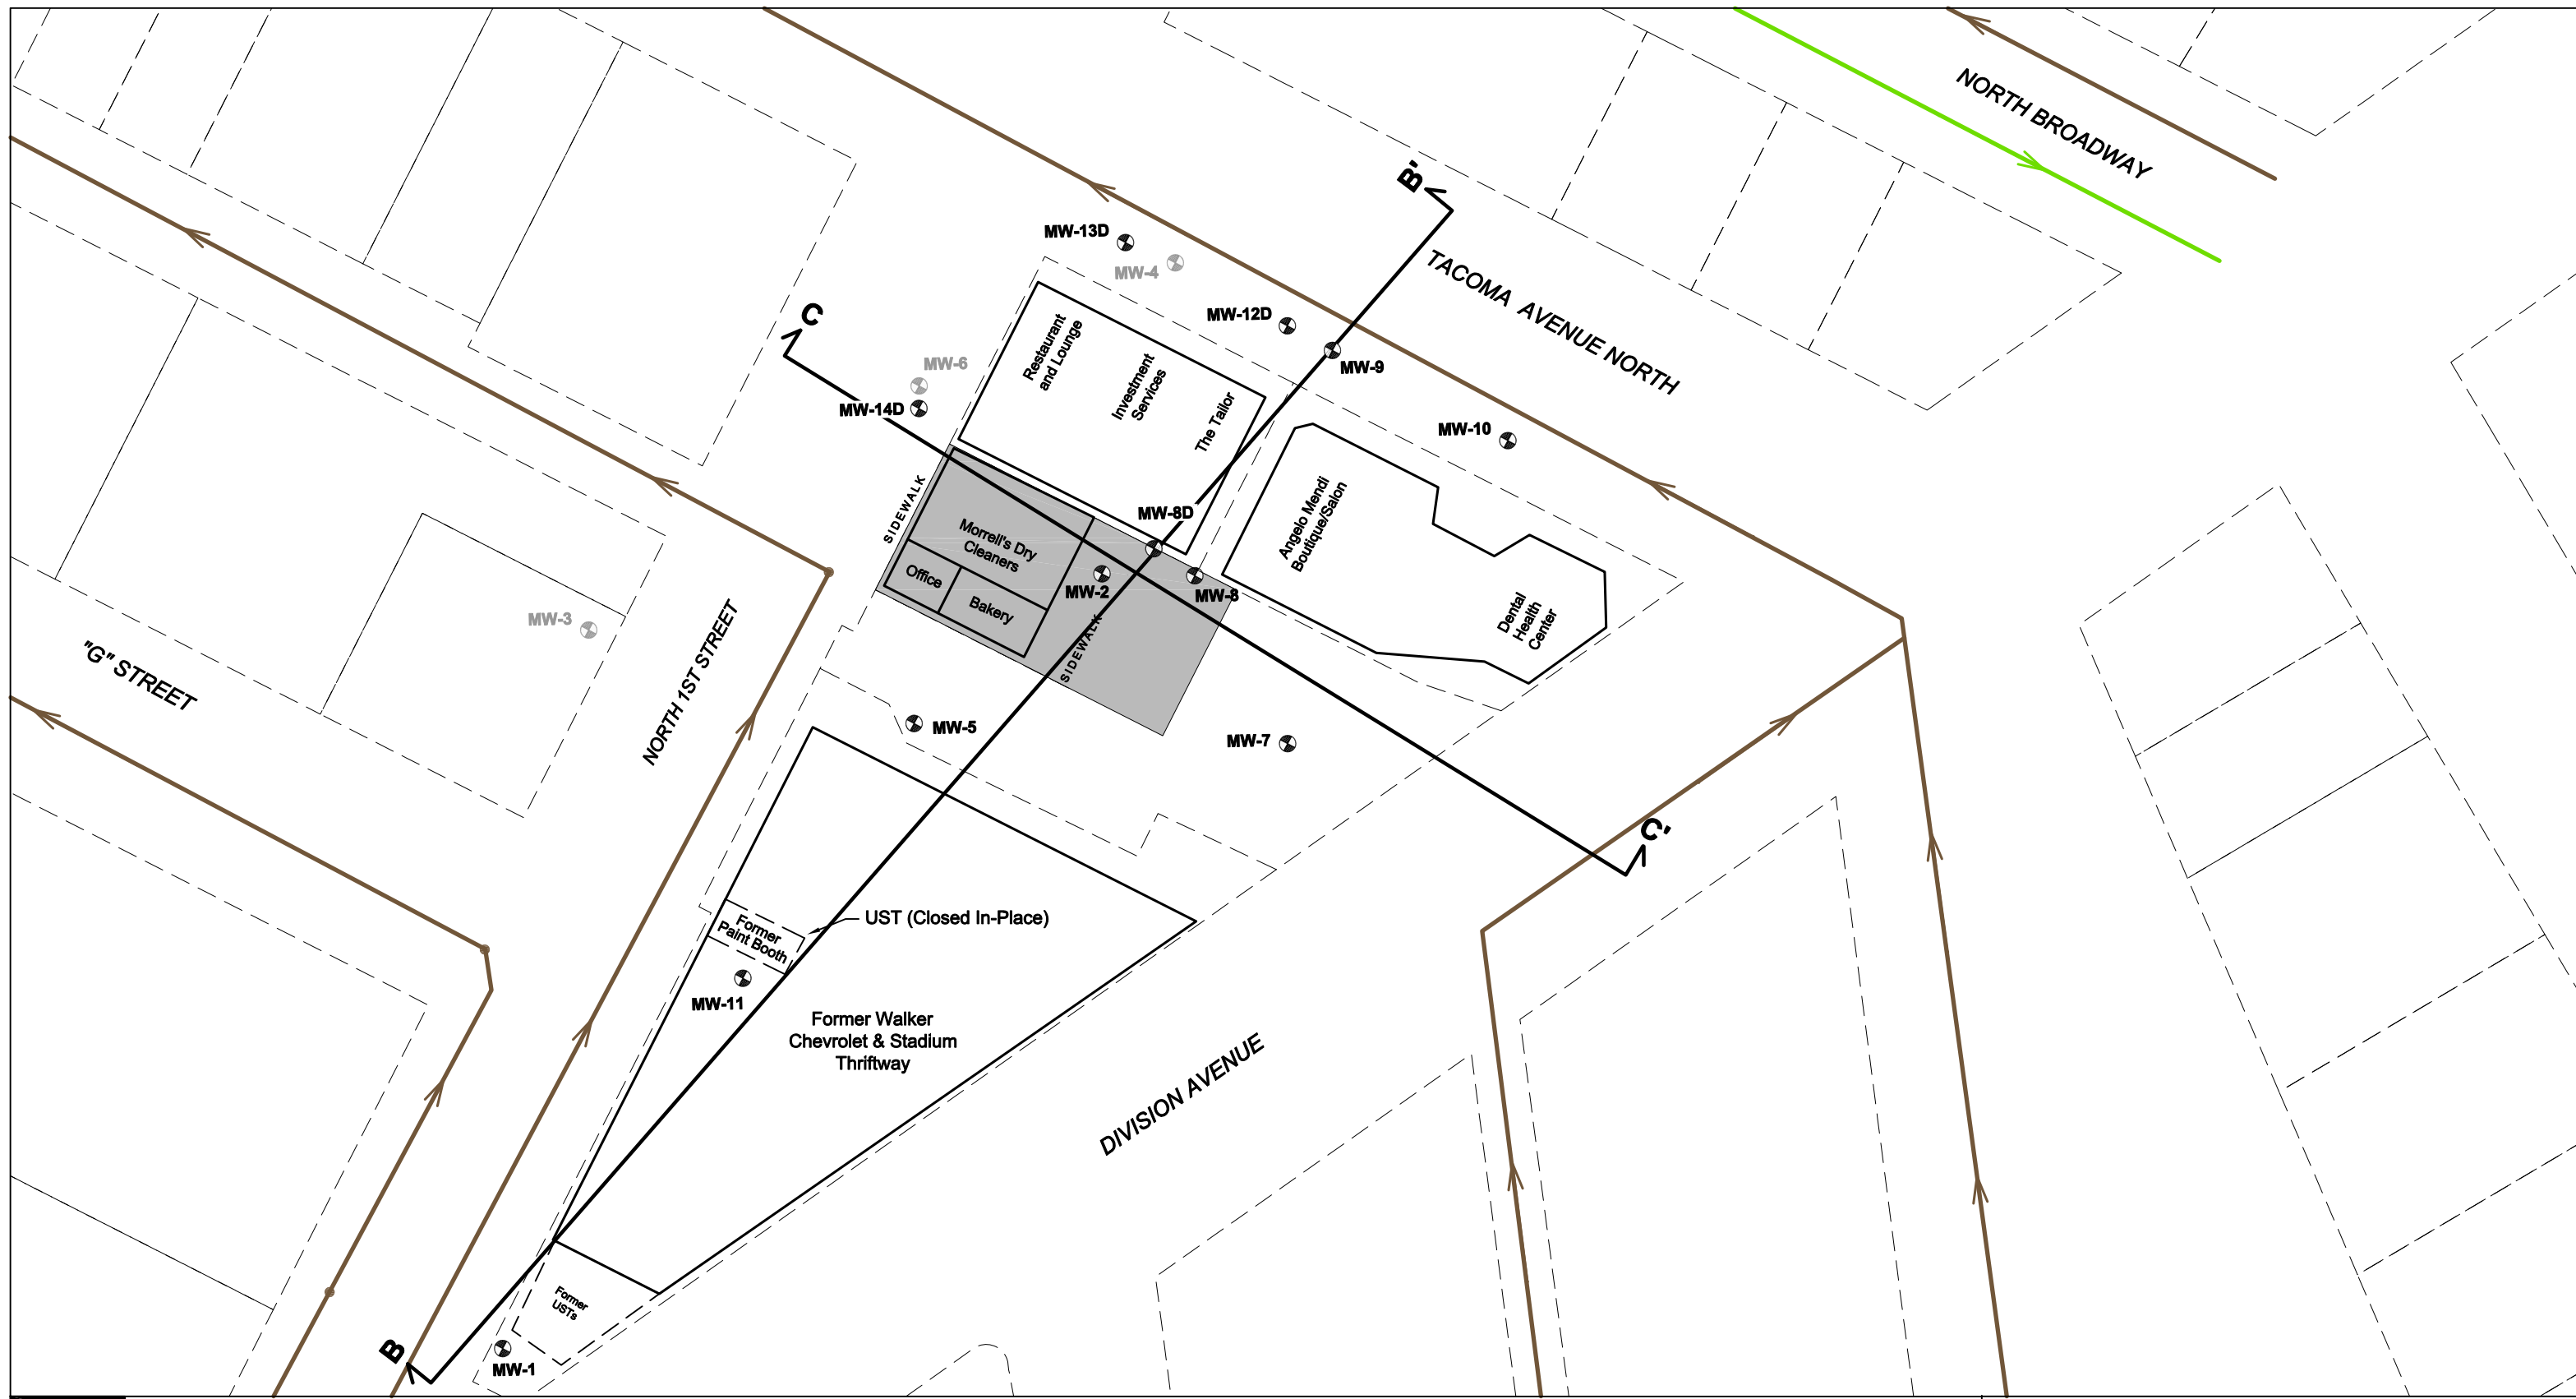 NORTH BROADWAY
B'
MW-13D
MW-4
TACOMA AVENUE NORTH
MW-12D
C
MW-9
MW-6
MW-14D
Restaurant
and Lounge
Investment
Services
The Tailor
MW-10
SIDEWALK
Morrell's Dry
Cleaners
Office
Bakery
MW-8D
MW-2
MW-8
SIDEWALK
Angelo Mendi
Boutique/Salon
Dental
Health
Center
MW-3
"G" STREET
NORTH 1ST STREET
MW-5
MW-7
C'
UST (Closed In-Place)
Former
Paint Booth
MW-11
Former Walker
Chevrolet & Stadium
Thriftway
DIVISION AVENUE
Former
USTs
B
MW-1